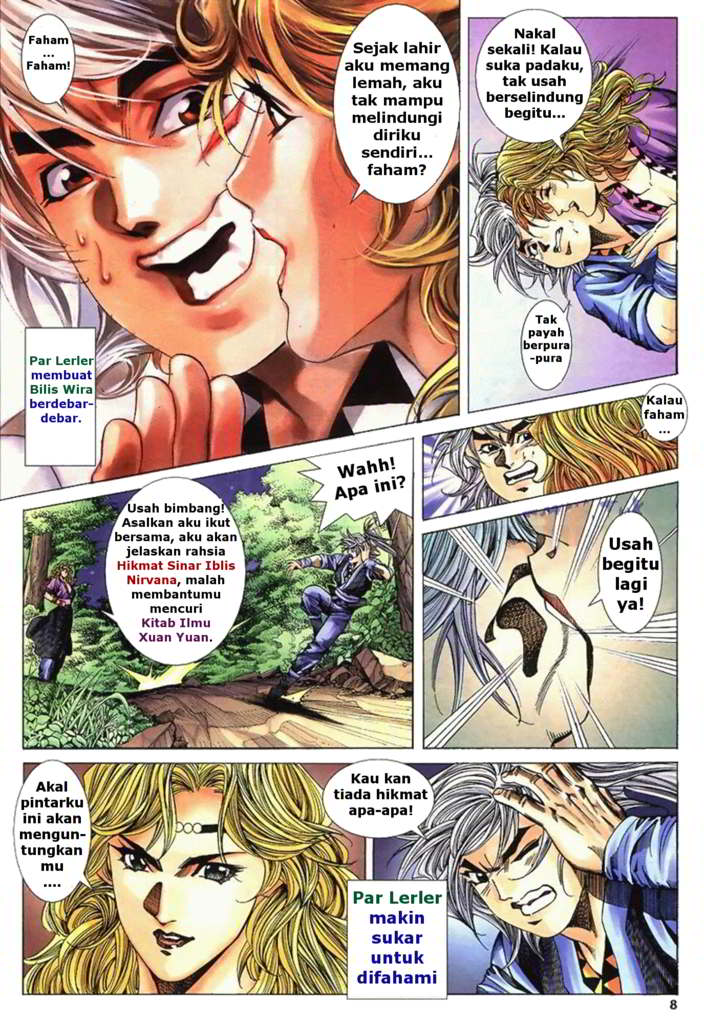 Faham
...
Faham!
Sejak lahir
aku memang
lemah, aku
tak mampu
melindungi
diriku
sendiri...
faham?
Par Lerler
membuat
Bilis Wira
berdebar-
debar.
Nakal
sekali! Kalau
suka padaku,
tak usah
berselindung
begitu...
Tak
payah
berpura
-pura
Kalau
faham
...
Usah
begitu
lagi
ya!
Wahh!
Apa ini?
Usah bimbang!
Asalkan aku ikut
bersama, aku akan
jelaskan rahsia
Hikmat Sinar Iblis
Nirvana, malah
membantumu
mencuri
Kitab Ilmu
Xuan Yuan.
Akal
pintarku
ini akan
mengun-
tungkan
mu
....
Kau kan
tiada hikmat
apa-apa!
Par Lerler
makin
sukar
untuk
difahami
8